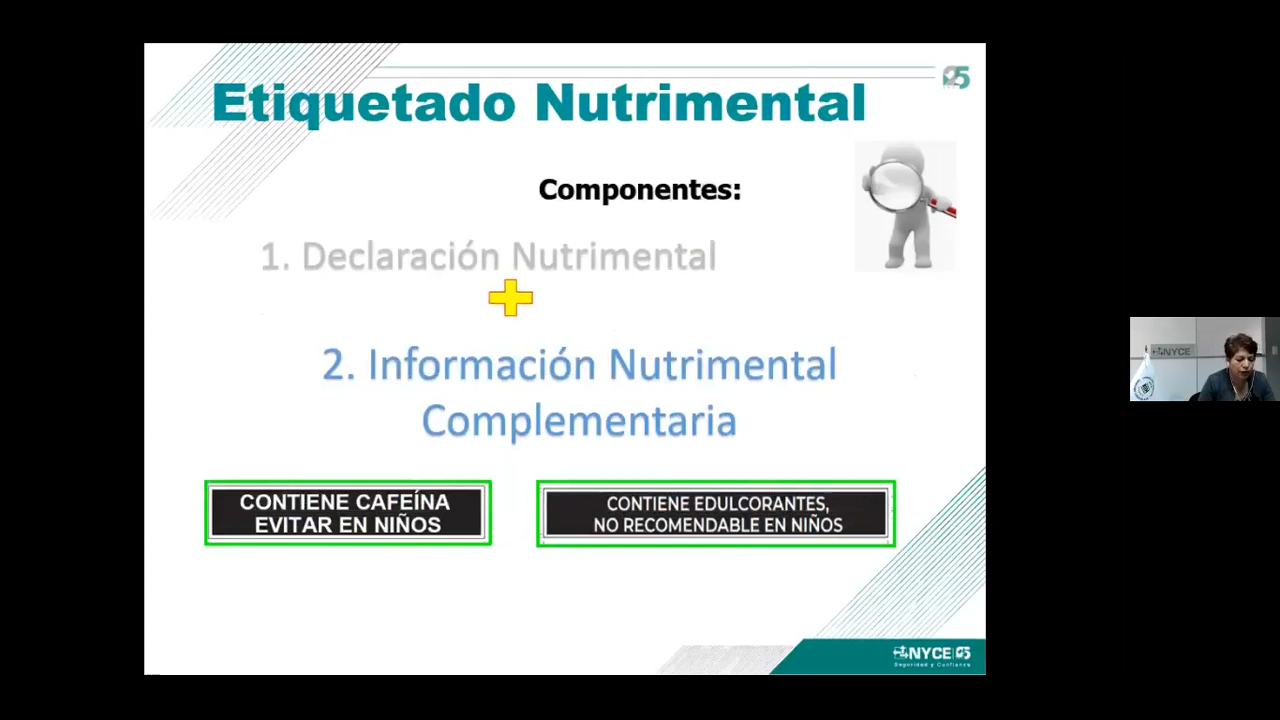 Etiquetado Nutrimental
Componentes:
1. Declaración Nutrimental
2. Información Nutrimental
Complementaria
CONTIENE CAFEÍNA
EVITAR EN NIÑOS
CONTIENE EDULCORANTES,
NO RECOMENDABLE EN NIÑOS
NYCE
NYCE
Seguridad y Confianza